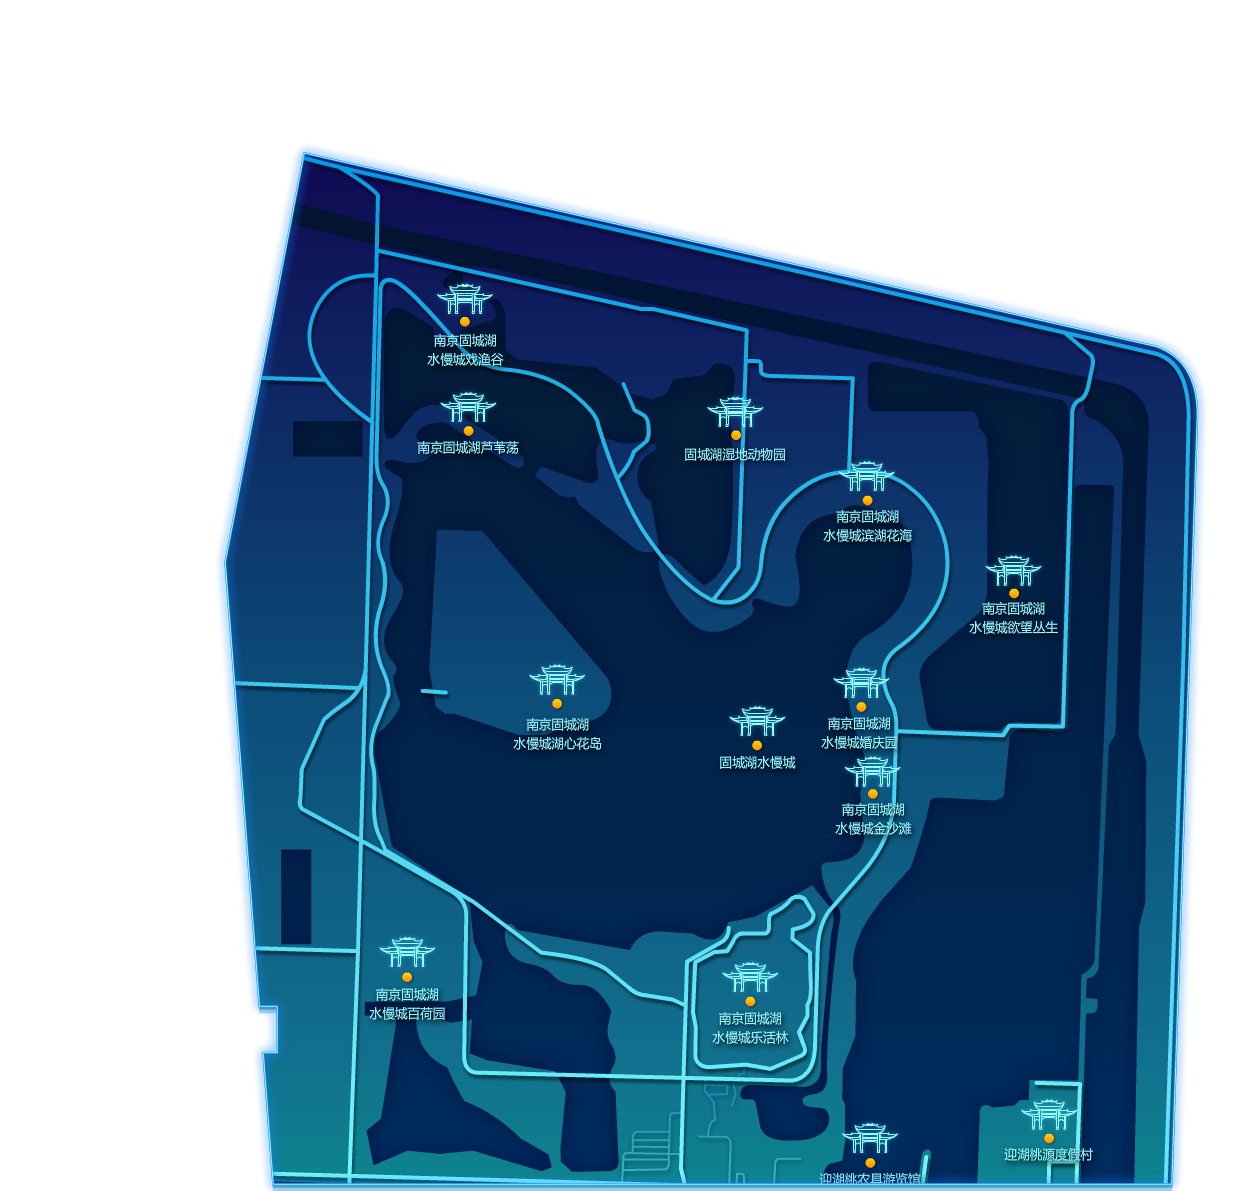 南京固城湖
水慢城戏渔谷
南京固城湖芦苇荡
固城湖湿地动物园
南京固城湖
水慢城滨湖花海
南京固城湖
水慢城欲望丛生
南京固城湖
水慢城湖心花岛
固城湖水慢城
南京固城湖
水慢城婚庆园
南京固城湖
水慢城金沙滩
南京固城湖
水慢城百荷园
南京固城湖
水慢城乐活林
迎湖桃源度假村
迎湖桃农具游览馆